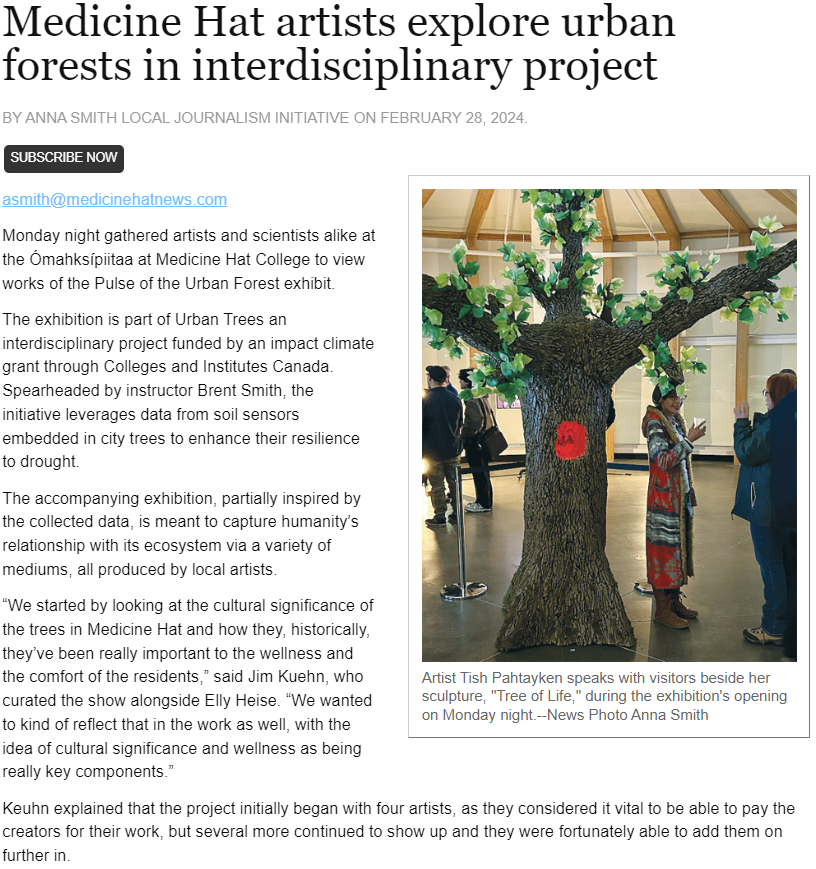 Medicine Hat artists explore urban
forests in interdisciplinary project
BY ANNA SMITH LOCAL JOURNALISM INITIATIVE ON FEBRUARY 28, 2024.
SUBSCRIBE NOW
asmith@medicinehatnews.com
Monday night gathered artists and scientists alike at
the Ómahksípiitaa at Medicine Hat College to view
works of the Pulse of the Urban Forest exhibit.
The exhibition is part of Urban Trees an
interdisciplinary project funded by an impact climate
grant through Colleges and Institutes Canada.
Spearheaded by instructor Brent Smith, the
initiative leverages data from soil sensors
embedded in city trees to enhance their resilience
to drought.
The accompanying exhibition, partially inspired by
the collected data, is meant to capture humanity’s
relationship with its ecosystem via a variety of
mediums, all produced by local artists.
“We started by looking at the cultural significance of
the trees in Medicine Hat and how they, historically,
they’ve been really important to the wellness and
the comfort of the residents,” said Jim Kuehn, who
curated the show alongside Elly Heise. “We wanted
to kind of reflect that in the work as well, with the
idea of cultural significance and wellness as being
really key components.”
Artist Tish Pahtayken speaks with visitors beside her
sculpture, "Tree of Life," during the exhibition's opening
on Monday night.--News Photo Anna Smith
Keuhn explained that the project initially began with four artists, as they considered it vital to be able to pay the
creators for their work, but several more continued to show up and they were fortunately able to add them on
further in.